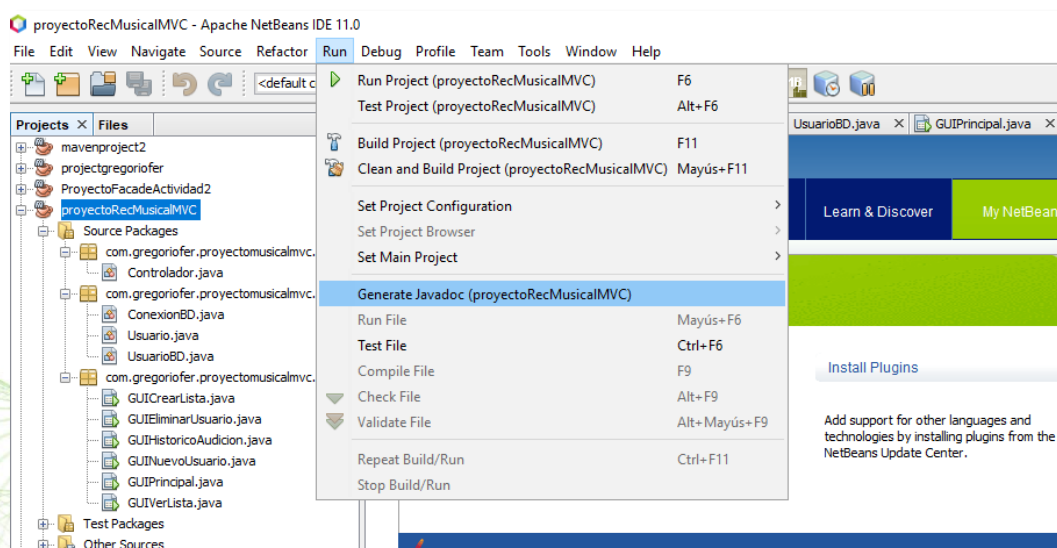 proyectoRecMusicalMVC - Apache NetBeans IDE 11.0
File Edit View Navigate Source Refactor Run Debug Profile Team Tools Window Help
<default c
Projects Files
mavenproject2
projectgregoriofer
ProyectoFacadeActividad2
proyectoRecMusicalMVC
Source Packages
com.gregoriofer.proyectomusicalmvc.
Controlador.java
com.gregoriofer.proyectomusicalmvc.
ConexionBD.java
Usuario.java
UsuarioBD.java
com.gregoriofer.proyectomusicalmvc.
GUICrearLista.java
GUIEliminarUsuario.java
GUIHistoricoAudicion.java
GUINuevoUsuario.java
GUIPrincipal.java
GUIVerLista.java
Test Packages
Other Sources
Run Project (proyectoRecMusicalMVC) F6
Test Project (proyectoRecMusicalMVC) Alt+F6
Build Project (proyectoRecMusicalMVC) F11
Clean and Build Project (proyectoRecMusicalMVC) Mayús+F11
Set Project Configuration >
Set Project Browser >
Set Main Project >
Generate Javadoc (proyectoRecMusicalMVC)
Run File Mayús+F6
Test File Ctrl+F6
Compile File F9
Check File Alt+F9
Validate File Alt+Mayús+F9
Repeat Build/Run Ctrl+F11
Stop Build/Run
UsuarioBD.java GUIPrincipal.java
Learn & Discover My NetBean
Install Plugins
Add support for other languages and
technologies by installing plugins from the
NetBeans Update Center.